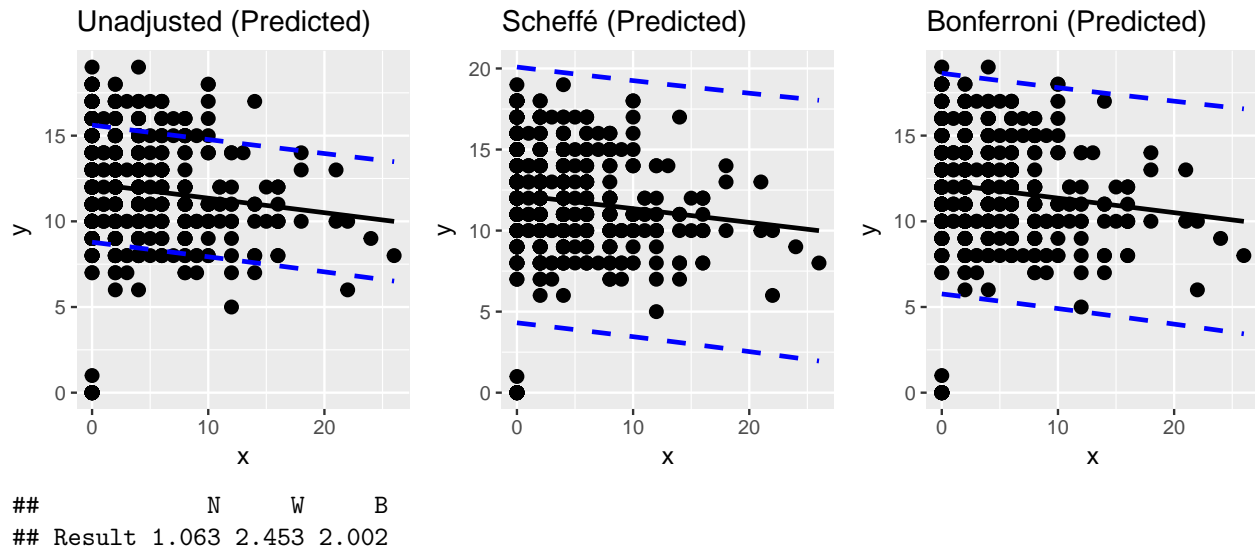 Unadjusted (Predicted)
15
10
5
0
y
0 10 20
x
Scheffé (Predicted)
20
15
10
5
0
y
0 10 20
x
Bonferroni (Predicted)
15
10
5
0
y
0 10 20
x
## N W B
## Result 1.063 2.453 2.002